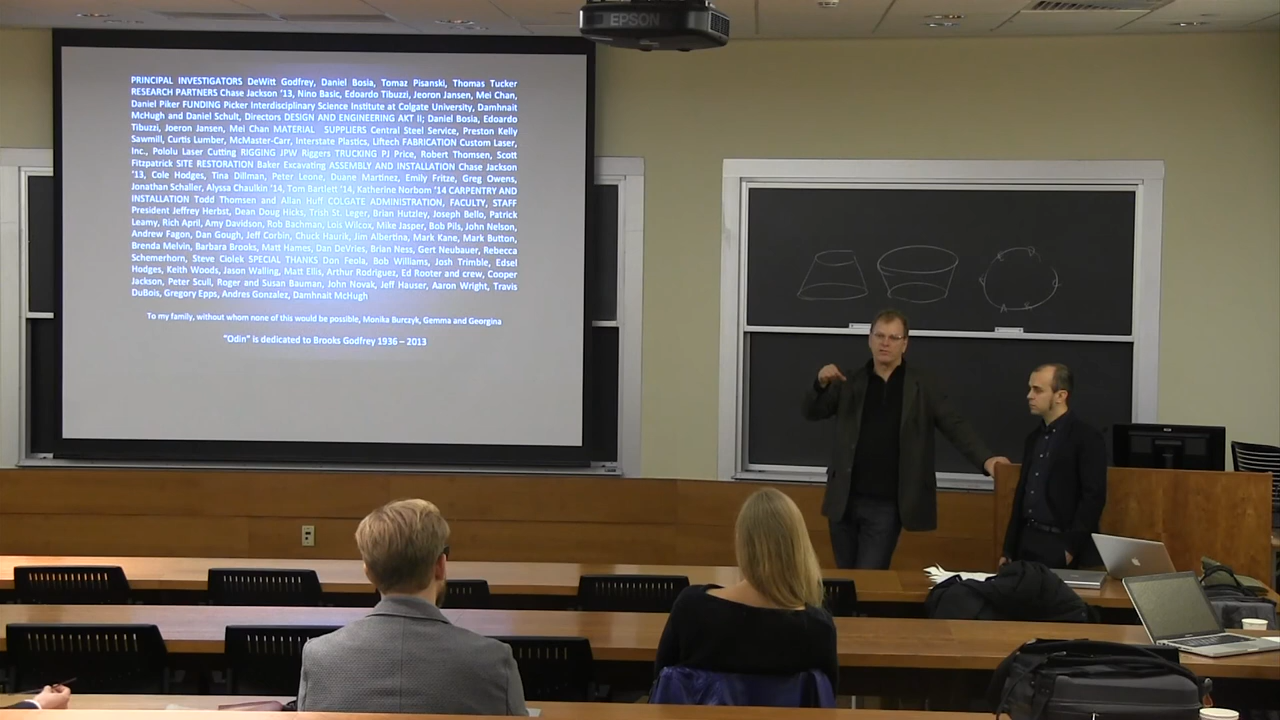 EPSON
PRINCIPAL INVESTIGATORS DeWitt Godfrey, Daniel Bosia, Tomaz Pisanski, Thomas Tucker
RESEARCH PARTNERS Chase Jackson '13, Nino Basic, Edoardo Tibuzzi, Jeoron Jansen, Mei Chan,
Daniel Piker FUNDING Picker Interdisciplinary Science Institute at Colgate University, Damhnait
McHugh and Daniel Schult, Directors DESIGN AND ENGINEERING AKT II; Daniel Bosia, Edoardo
Tibuzzi, Joeron Jansen, Mei Chan MATERIAL SUPPLIERS Central Steel Service, Preston Kelly
Sawmill, Curtis Lumber, McMaster-Carr, Interstate Plastics, Liftech FABRICATION Custom Laser,
Inc., Pololu Laser Cutting RIGGING JPW Riggers TRUCKING PJ Price, Robert Thomsen, Scott
Fitzpatrick SITE RESTORATION Baker Excavating ASSEMBLY AND INSTALLATION Chase Jackson
'13, Cole Hodges, Tina Dillman, Peter Leone, Duane Martinez, Emily Fritze, Greg Owens,
Jonathan Schaller, Alyssa Chaulkin '14, Tom Bartlett '14, Katherine Norbom '14 CARPENTRY AND
INSTALLATION Todd Thomsen and Allan Huff COLGATE ADMINISTRATION, FACULTY, STAFF
President Jeffrey Herbst, Dean Doug Hicks, Trish St. Leger, Brian Hutzley, Joseph Bello, Patrick
Leamy, Rich April, Amy Davidson, Rob Bachman, Lois Wilcox, Mike Jasper, Bob Pils, John Nelson,
Andrew Fagon, Dan Gough, Jeff Corbin, Chuck Haurik, Jim Albertina, Mark Kane, Mark Button,
Brenda Melvin, Barbara Brooks, Matt Hames, Dan DeVries, Brian Ness, Gert Neubauer, Rebecca
Schemerhorn, Steve Ciolek SPECIAL THANKS Don Feola, Bob Williams, Josh Trimble, Edsel
Hodges, Keith Woods, Jason Walling, Matt Ellis, Arthur Rodriguez, Ed Rooter and crew, Cooper
Jackson, Peter Scull, Roger and Susan Bauman, John Novak, Jeff Hauser, Aaron Wright, Travis
DuBois, Gregory Epps, Andres Gonzalez, Damhnait McHugh
To my family, without whom none of this would be possible, Monika Burczyk, Gemma and Georgina
"Odin" is dedicated to Brooks Godfrey 1936 – 2013